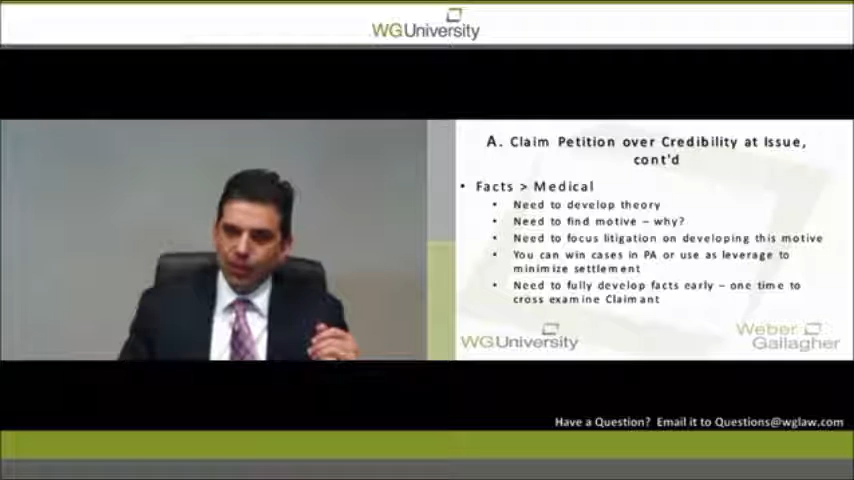 WGUniversity
A. Claim Petition over Credibility at Issue,
cont'd
• Facts > Medical
• Need to develop theory
• Need to find motive – why?
• Need to focus litigation on developing this motive
• You can win cases in PA or use as leverage to
minimize settlement
• Need to fully develop facts early – one time to
cross examine Claimant
WGUniversity
Weber
Gallagher
Have a Question? Email it to Questions@wglaw.com